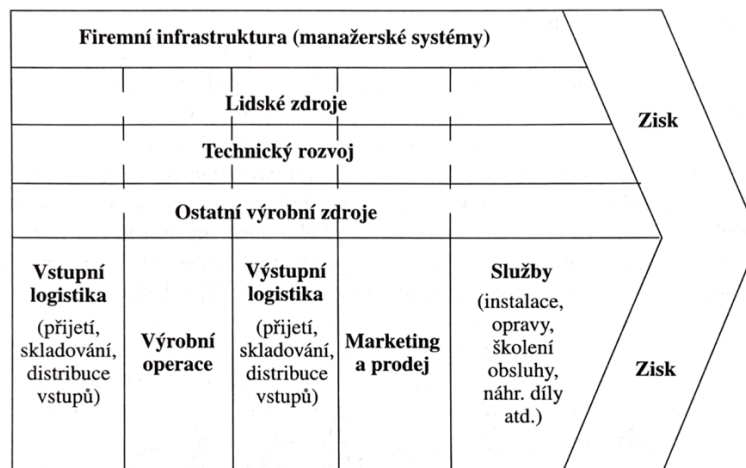 Firemní infrastruktura (manažerské systémy)
Lidské zdroje
Technický rozvoj
Ostatní výrobní zdroje
Zisk
Vstupní
logistika
(přijetí,
skladování,
distribuce
vstupů)
Výrobní
operace
Výstupní
logistika
(přijetí,
skladování,
distribuce
vstupů)
Marketing
a prodej
Služby
(instalace,
opravy,
školení
obsluhy,
náhr. díly
atd.)
Zisk